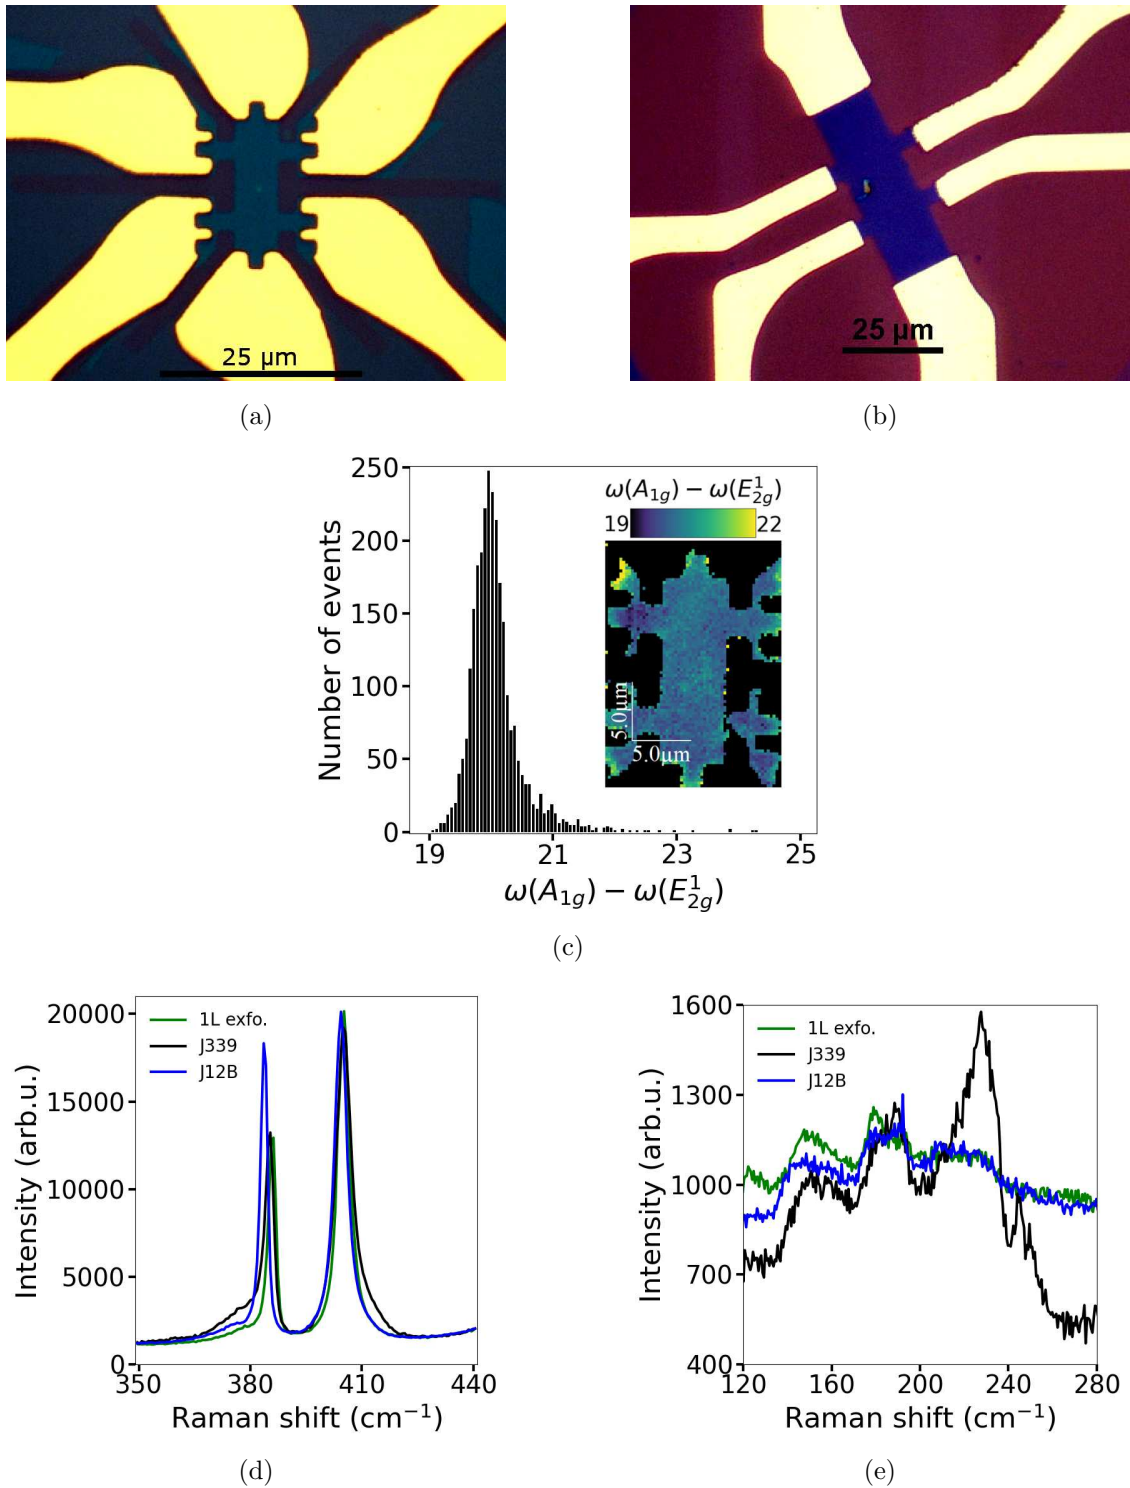 25 μm
25 μm
(a)
(b)
250
200
150
100
50
0
Number of events
19
21
23
25
ω(A1g) − ω(E12g)
ω(A1g) − ω(E12g)
19
22
5.0μm
5.0μm
(c)
20000
15000
10000
5000
0
Intensity (arb.u.)
1L exfo.
J339
J12B
350
380
410
440
Raman shift (cm−1)
1600
1300
1000
700
400
Intensity (arb.u.)
1L exfo.
J339
J12B
120
160
200
240
280
Raman shift (cm−1)
(d)
(e)